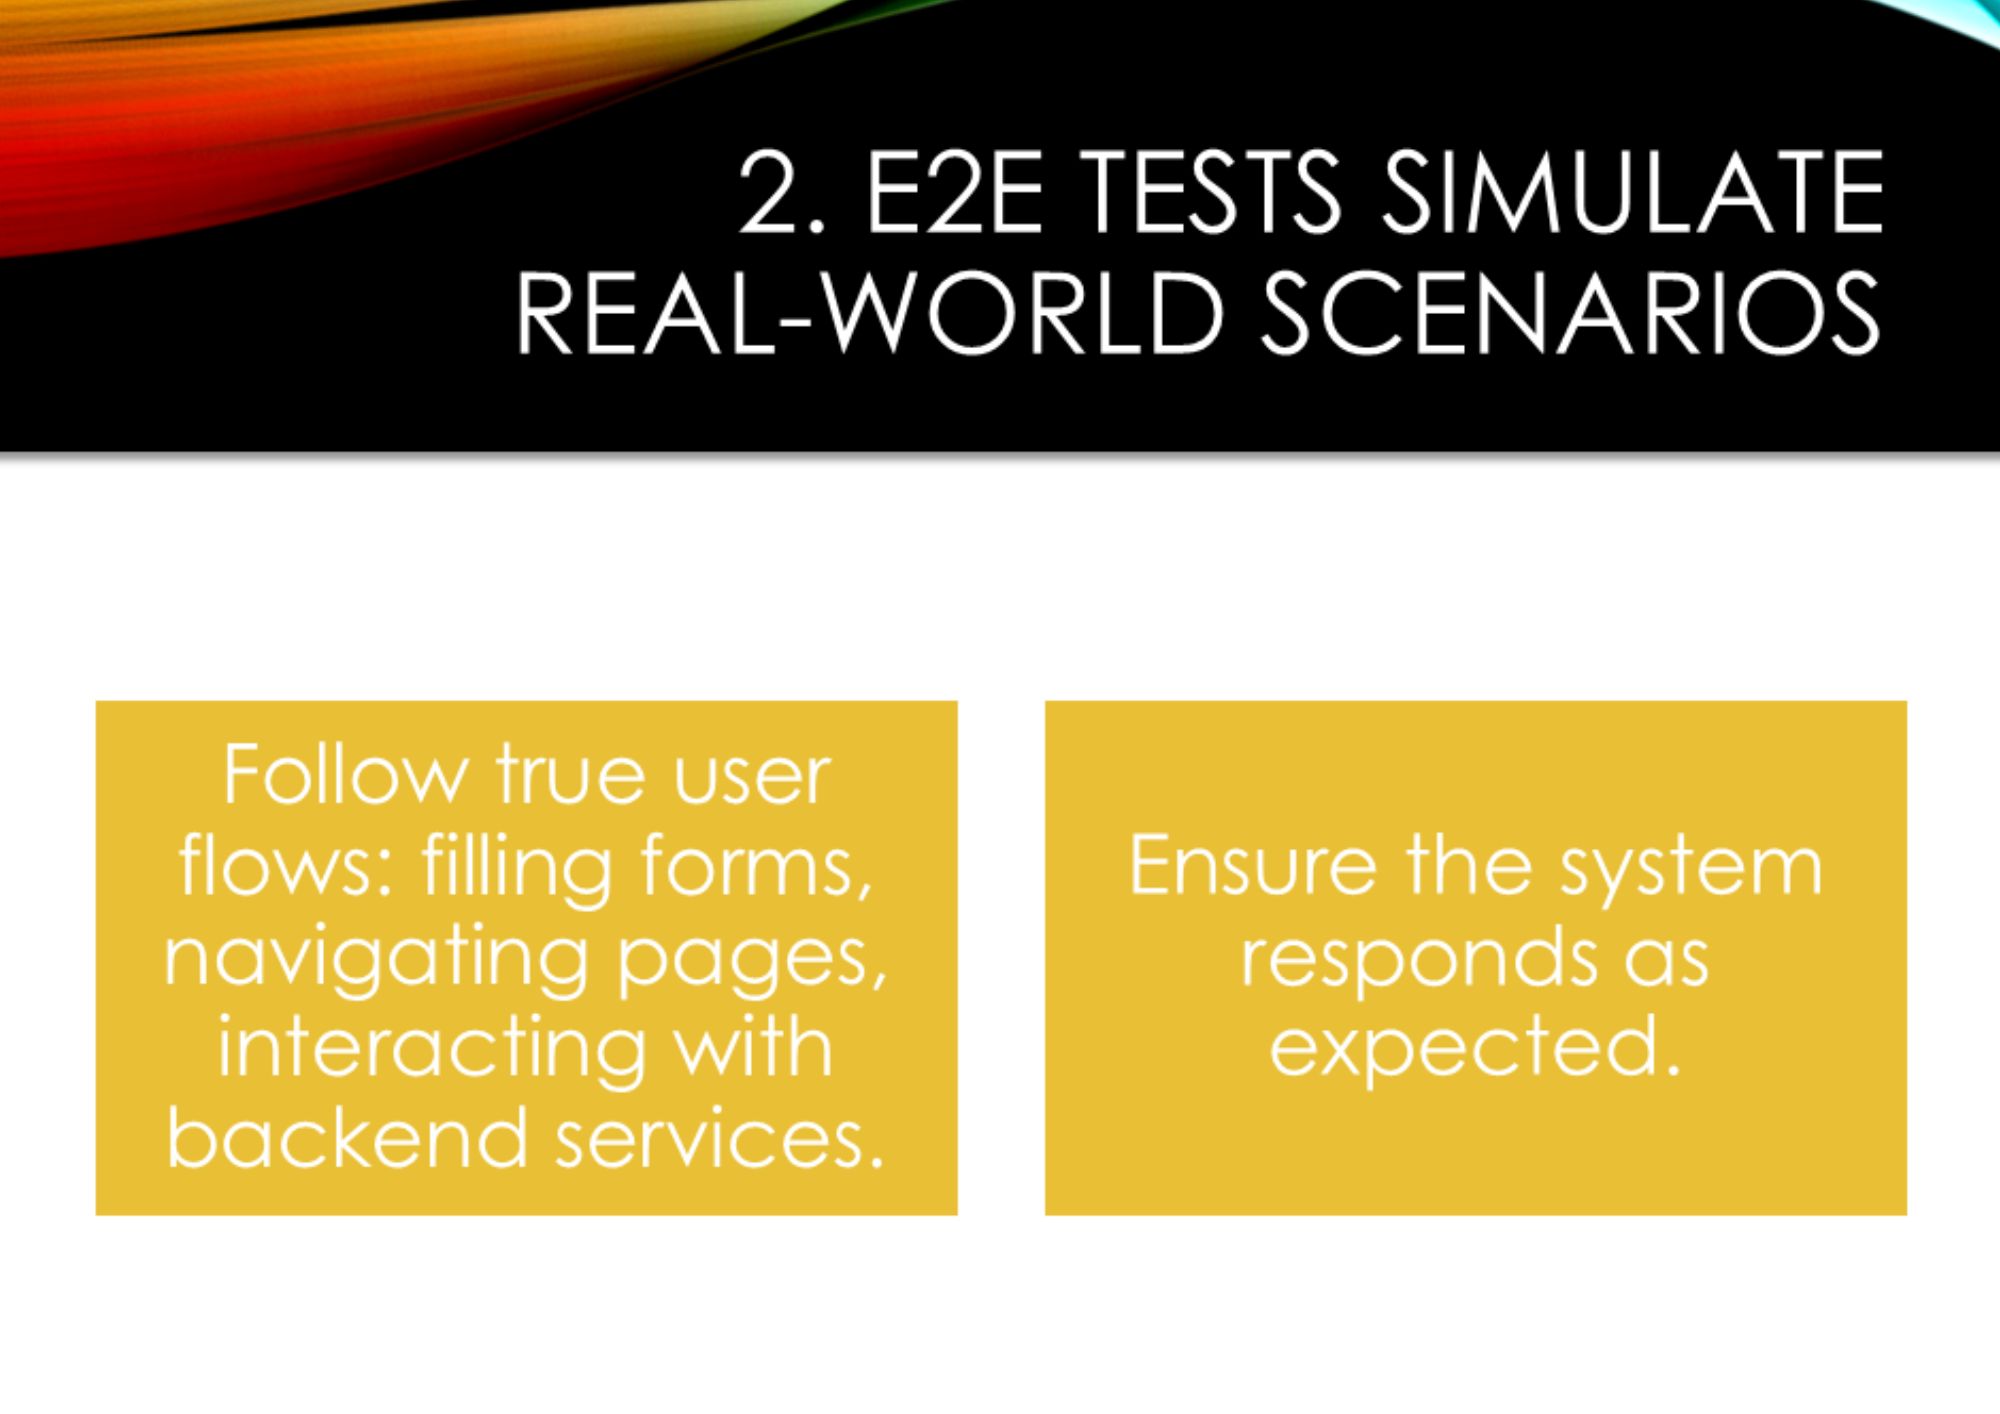 2. E2E TESTS SIMULATE
REAL-WORLD SCENARIOS
Follow true user
flows: filling forms,
navigating pages,
interacting with
backend services.
Ensure the system
responds as
expected.